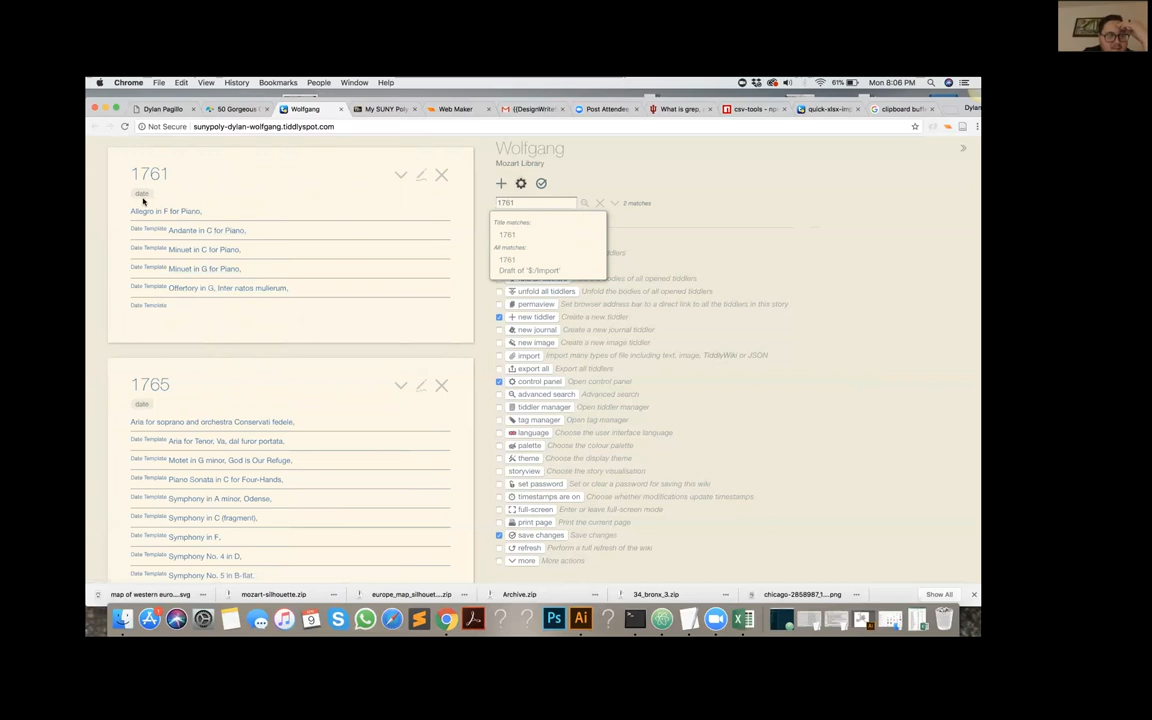 Chrome File Edit View History Bookmarks People Window Help
61% Mon 8:06 PM
Dylan Pagillo
50 Gorgeous
Wolfgang
My SUNY Pol
Web Maker
Post Attende
What is grep,
csv-tools – np
quick-xlsx-im
clipboard buf
Dylan
Not Secure sunypoly-dylan-wolfgang.tiddlyspot.com
1761
date
Allegro in F for Piano,
Date Template Andante in C for Piano,
Date Template Minuet in C for Piano,
Date Template Minuet in G for Piano,
Date Template Offertory in G, Inter natos mulierum,
Date Template
1765
date
Aria for soprano and orchestra Conservati fedele,
Date Template Aria for Tenor, Va, dal furor portata,
Date Template Motet in G minor, God is Our Refuge,
Date Template Piano Sonata in C for Four-Hands,
Date Template Symphony in A minor, Odense,
Date Template Symphony in C (fragment),
Date Template Symphony in F,
Date Template Symphony No. 4 in D,
Date Template Symphony No. 5 in B-flat,
Wolfgang
Mozart Library
1761 2 matches
Title matches:
1761
All matches:
1761
Draft of '$:/Import'
unfold all tiddlers Unfold the bodies of all opened tiddlers
permaview Set browser address bar to a direct link to all the tiddlers in this story
new tiddler Create a new tiddler
new journal Create a new journal tiddler
new image Create a new image tiddler
import Import many types of file including text, image, TiddlyWiki or JSON
export all Export all tiddlers
control panel Open control panel
advanced search Advanced search
tiddler manager Open tiddler manager
tag manager Open tag manager
language Choose the user interface language
palette Choose the colour palette
theme Choose the display theme
storyview Choose the story visualisation
set password Set or clear a password for saving this wiki
timestamps are on Choose whether modifications update timestamps
full-screen Enter or leave full-screen mode
print page Print the current page
save changes Save changes
refresh Perform a full refresh of the wiki
more More actions
map of western euro....svg
mozart-silhouette.zip
europe_map_silhouet....zip
Archive.zip
34_bronx_3.zip
chicago-2858987_1....png
Show All
9
Ps
Ai